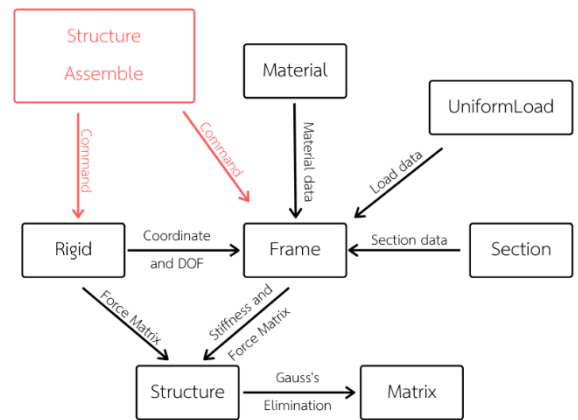 Structure
Assemble
Material
UniformLoad
Command
Command
Material data
Load data
Rigid
Coordinate
and DOF
Frame
Section data
Section
Force Matrix
Stiffness and
Force Matrix
Structure
Gauss's
Elimination
Matrix